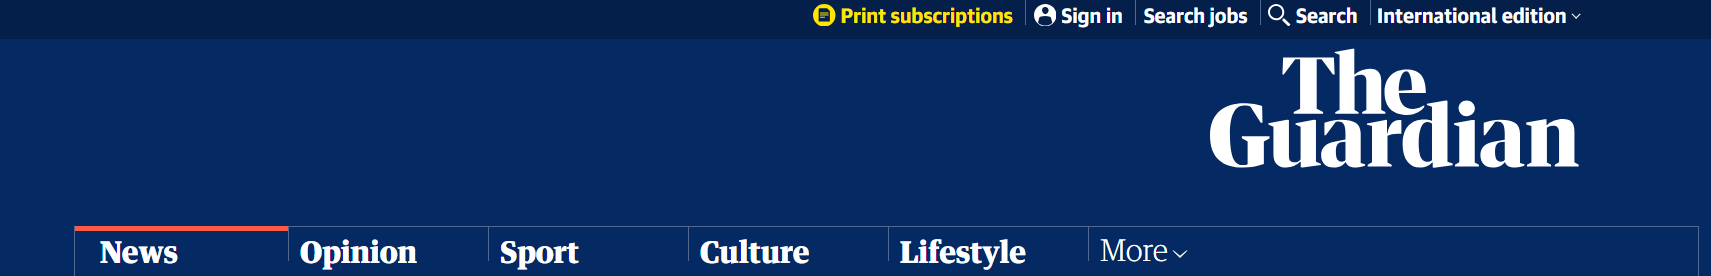 Print subscriptions Sign in Search jobs Search International edition
The
Guardian
News Opinion Sport Culture Lifestyle More